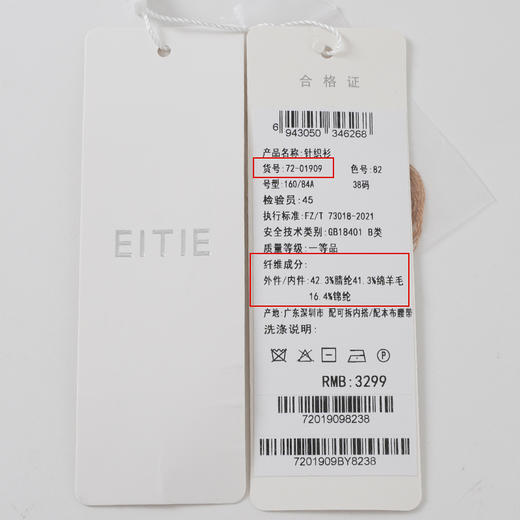 EITIE
合格证
6 943050 346268
产品名称:针织衫
货号:72-01909 色号:82
号型:160/84A 38码
检验员:45
执行标准:FZ/T 73018-2021
安全技术类别:GB18401 B类
质量等级:一等品
纤维成分:
外件/内件:42.3%腈纶41.3%绵羊毛
16.4%锦纶
产地:广东深圳市 配可拆内搭/配本布腰带
洗涤说明:
P
RMB:3299
72019098238
7201909BY8238